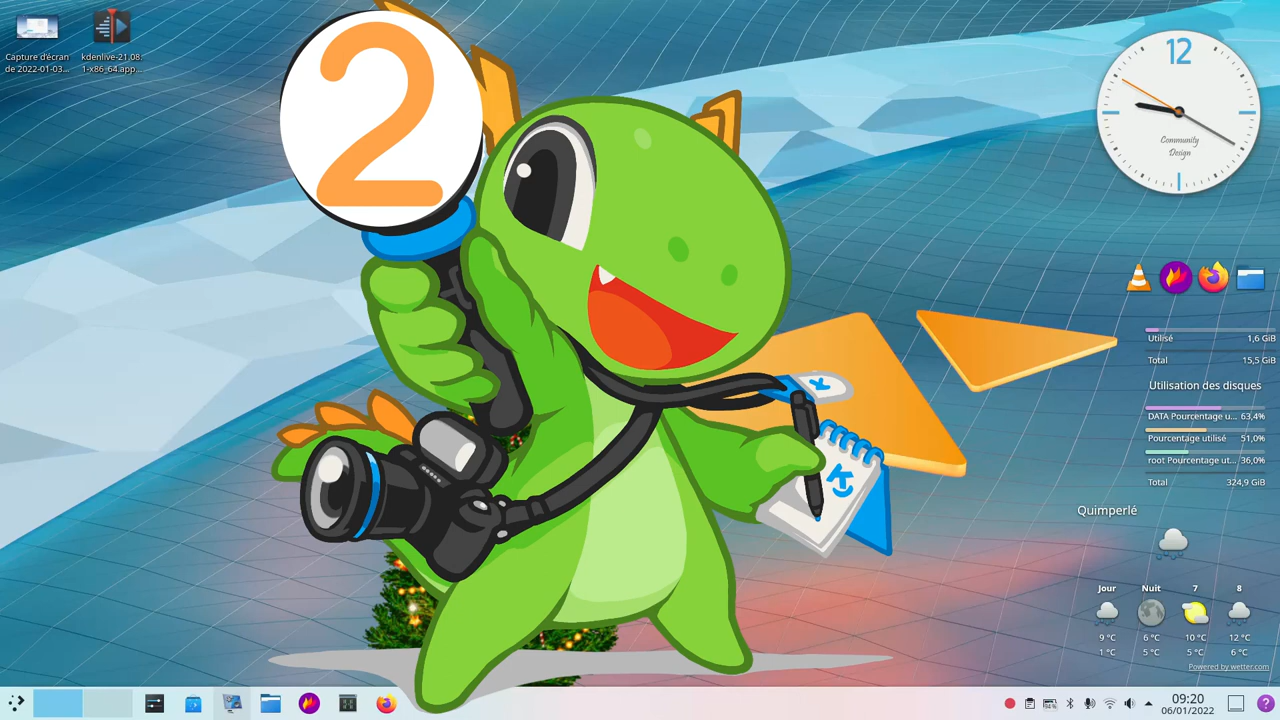 Capture d'écran
de 2022-01-03...
kdenlive-21.08.
1-x86-64.app...
2
12
Community
Design
Utilisé 1,6 GiB
Total 15,5 GiB
Utilisation des disques
DATA Pourcentage u... 63,4%
Pourcentage utilisé 51,0%
root Pourcentage ut... 36,0%
Total 324,9 GiB
K
Quimperlé
Jour Nuit 7 8
9 °C 6 °C 10 °C 12 °C
1 °C 5 °C 5 °C 6 °C
Powered by wetter.com
09:20
06/01/2022